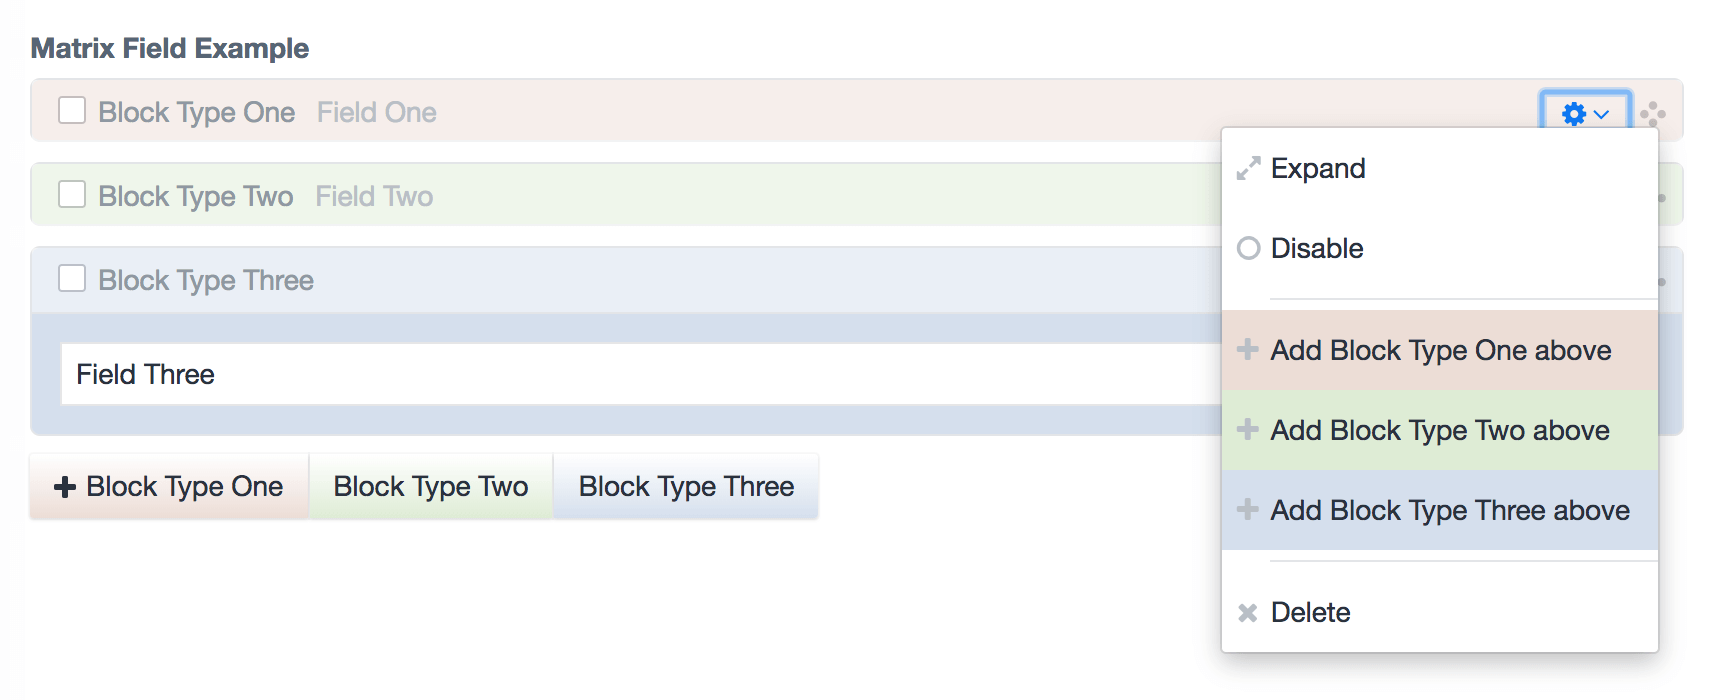 Matrix Field Example
Block Type One Field One
Expand
Block Type Two Field Two
Disable
Block Type Three
Add Block Type One above
Field Three
Add Block Type Two above
Block Type One Block Type Two Block Type Three
Add Block Type Three above
Delete